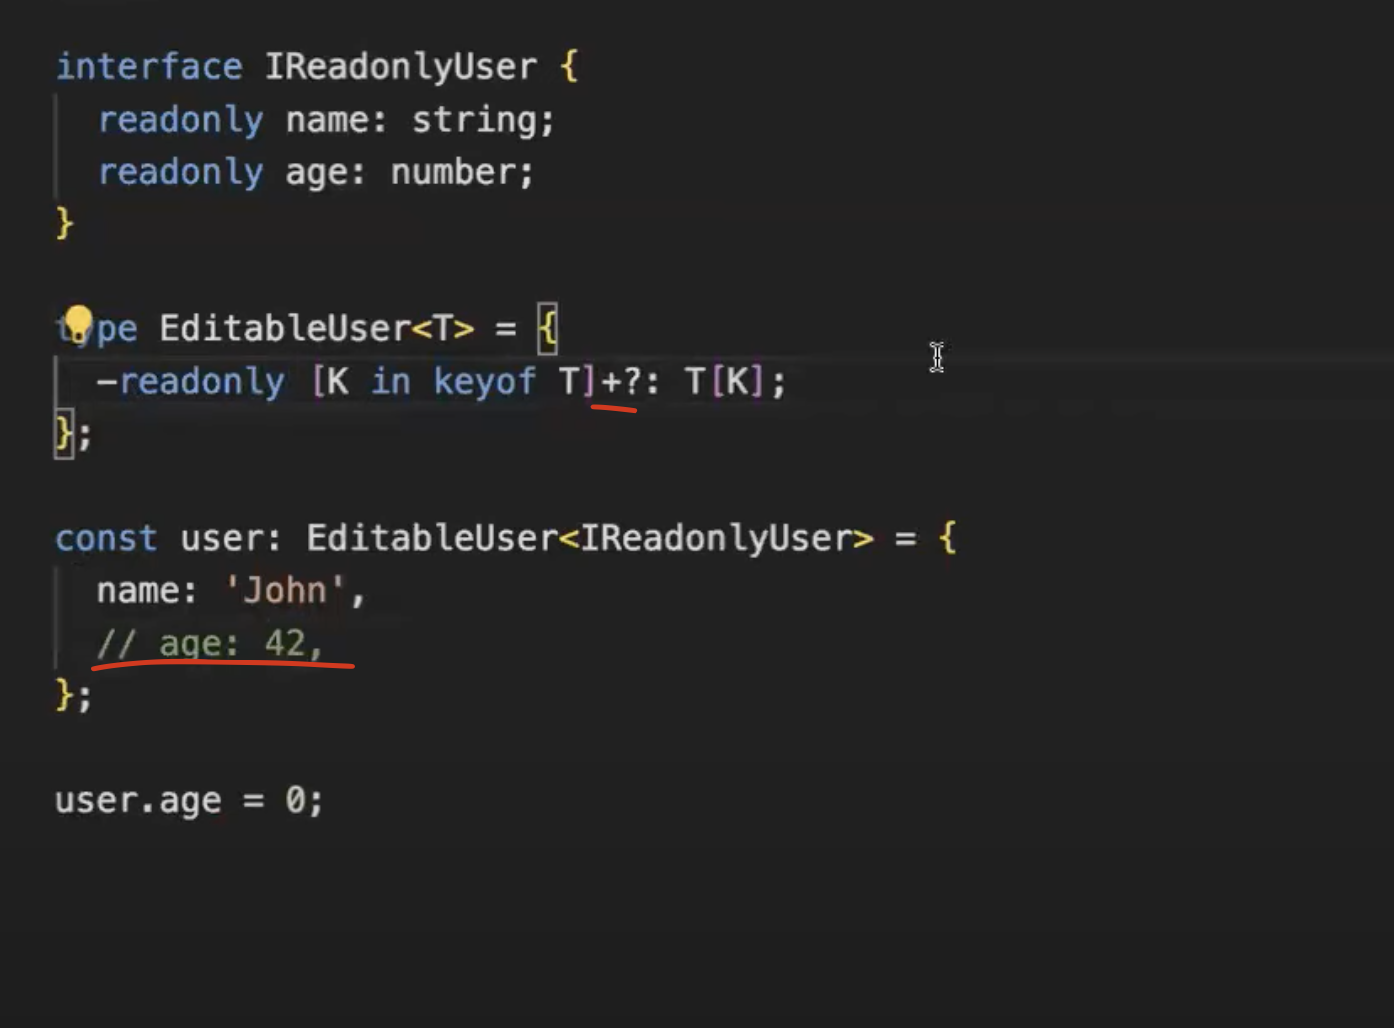 interface IReadonlyUser {
readonly name: string;
readonly age: number;
}
type EditableUser<T> = {
-readonly [K in keyof T]+?: T[K];
};
const user: EditableUser<IReadonlyUser> = {
name: 'John',
// age: 42,
};
user.age = 0;